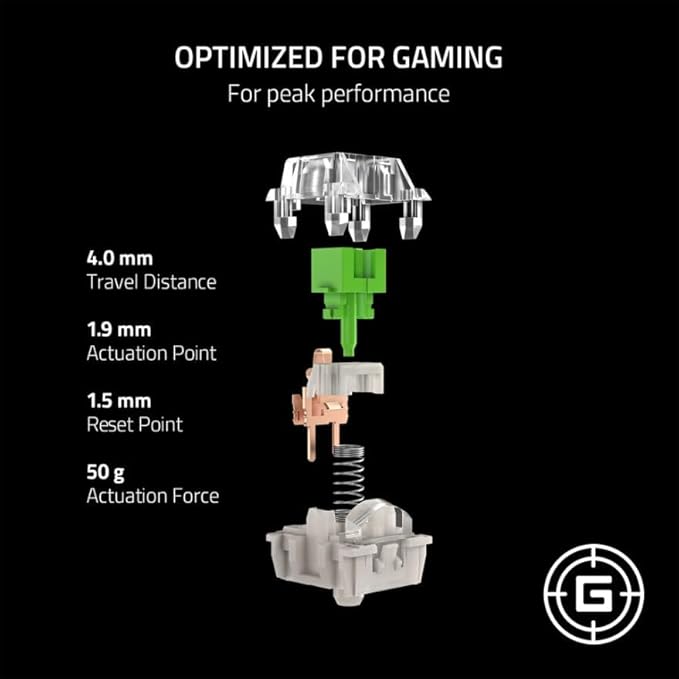 OPTIMIZED FOR GAMING
For peak performance
4.0 mm
Travel Distance
1.9 mm
Actuation Point
1.5 mm
Reset Point
50 g
Actuation Force
G